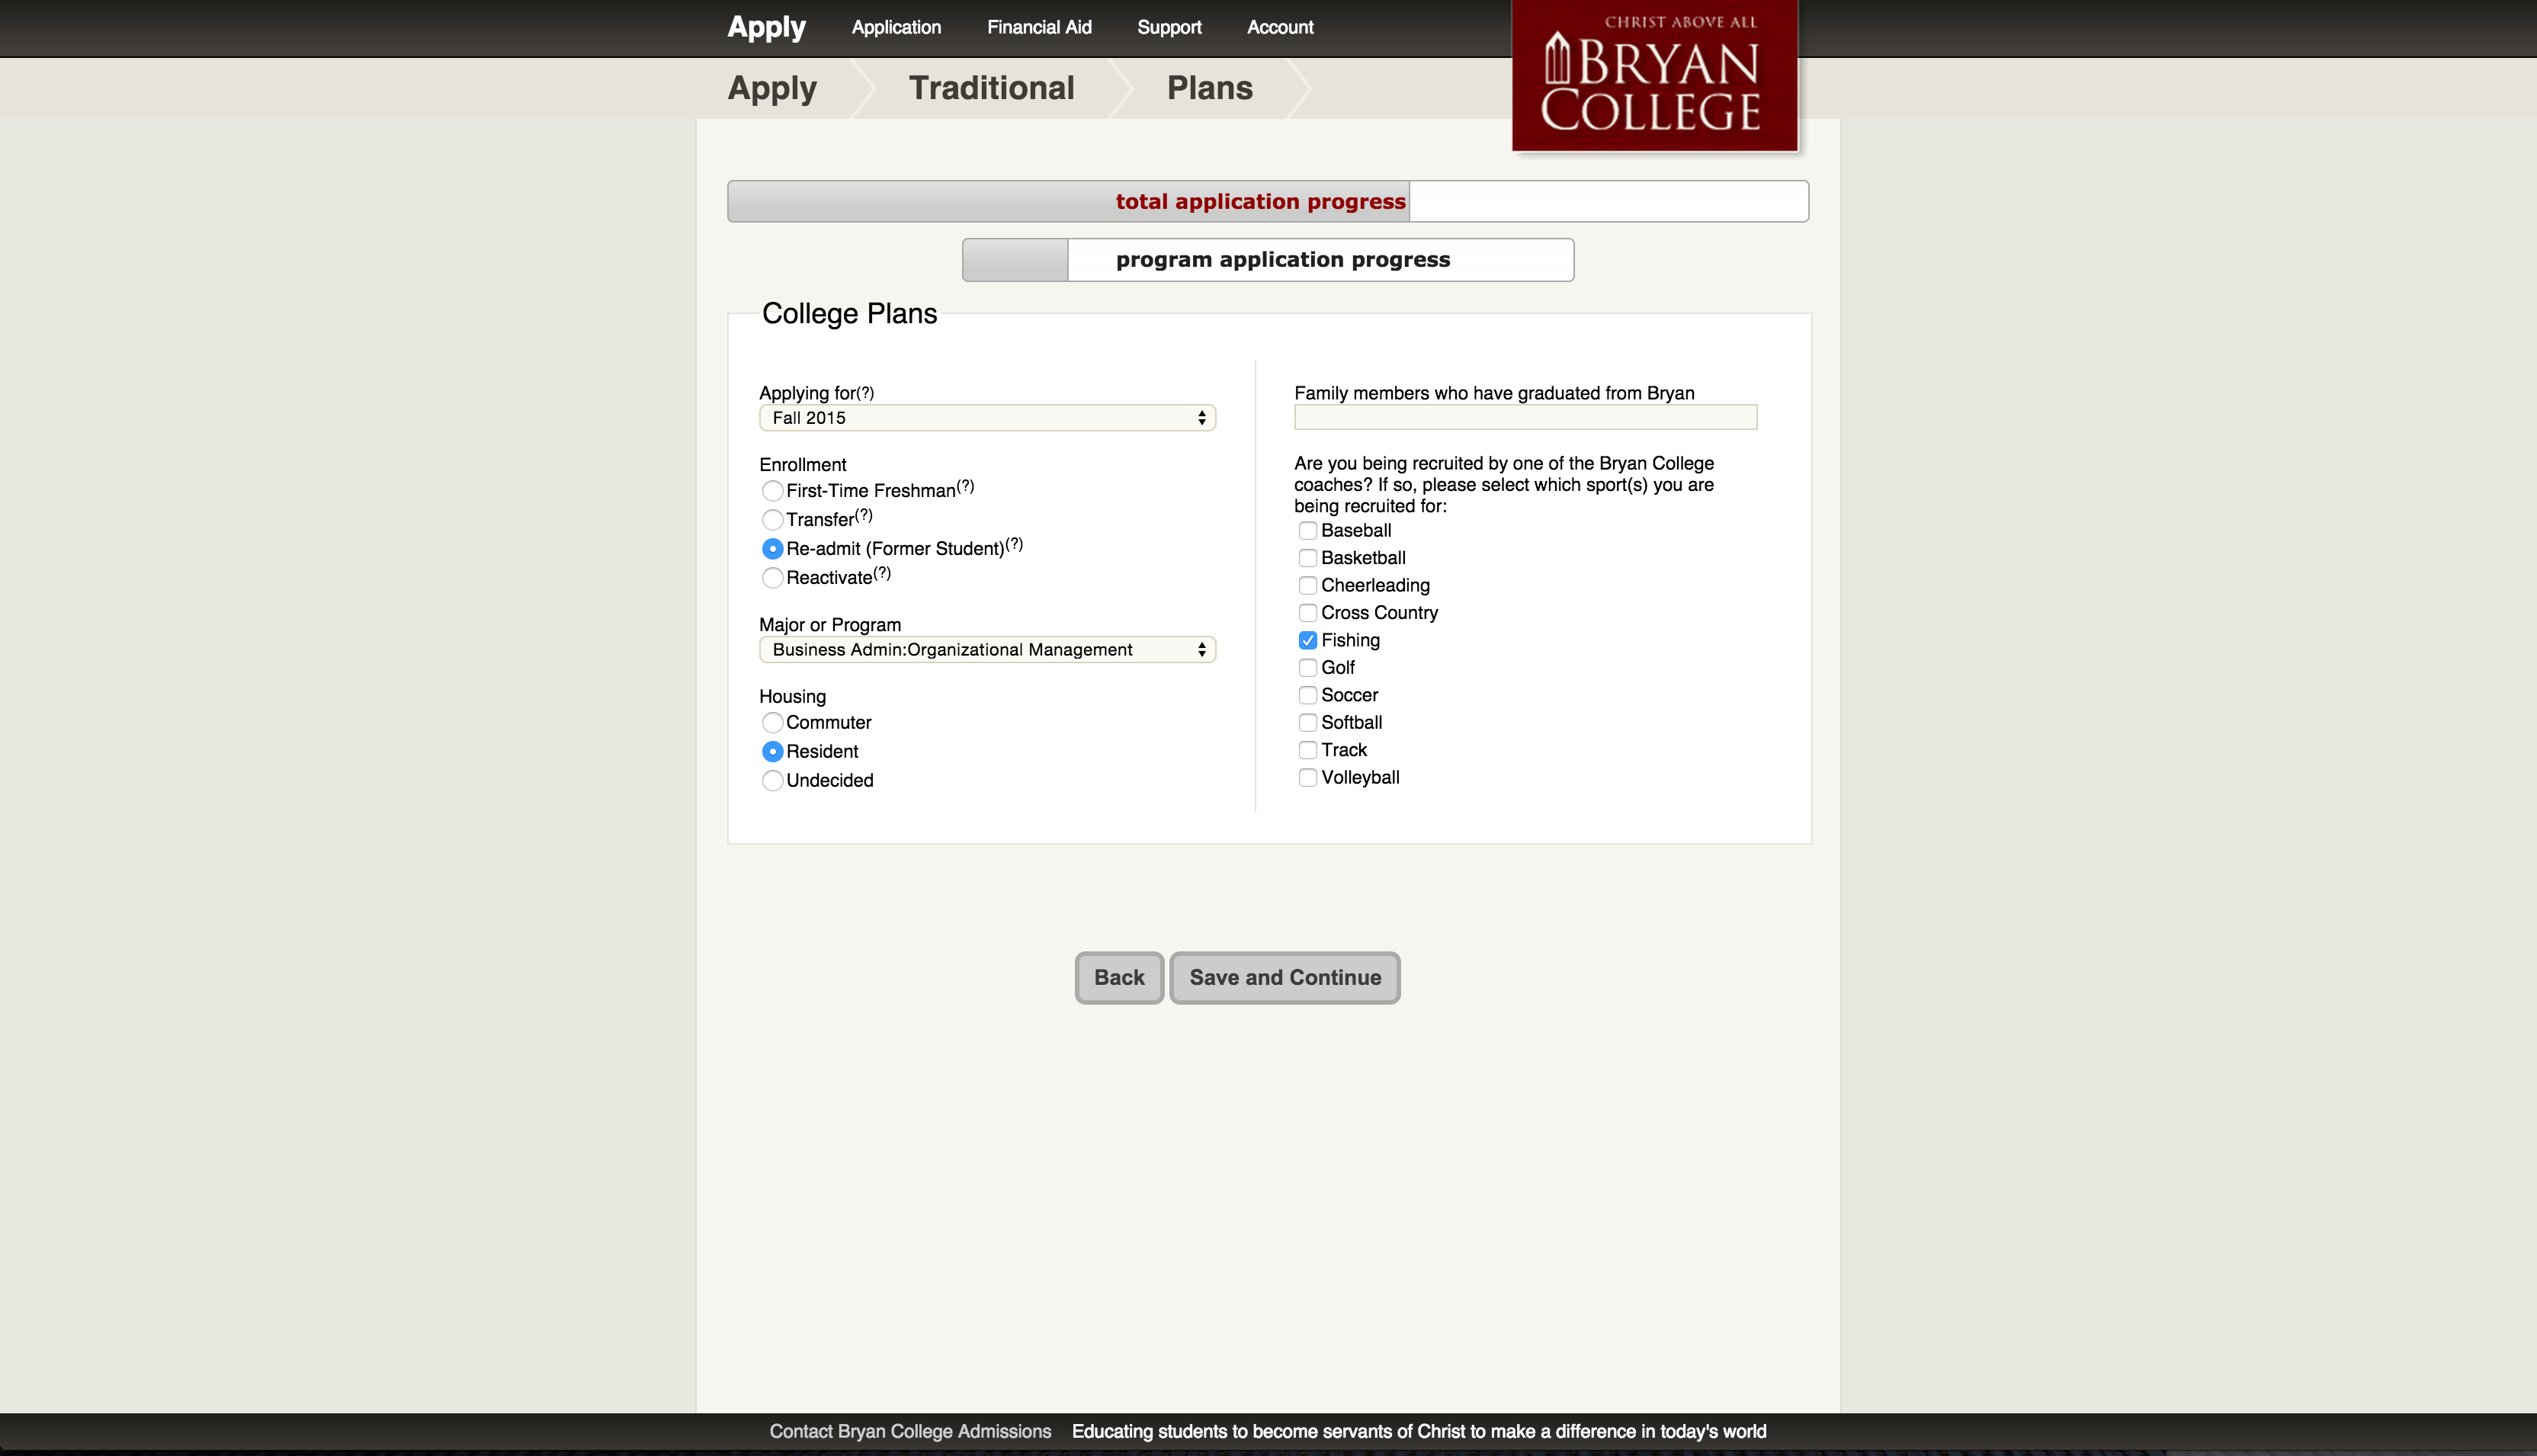 Apply Application Financial Aid Support Account
CHRIST ABOVE ALL
BRYAN
COLLEGE
Apply Traditional Plans
total application progress
program application progress
College Plans
Applying for(?)
Fall 2015
Enrollment
First-Time Freshman(?)
Transfer(?)
Re-admit (Former Student)(?)
Reactivate(?)
Major or Program
Business Admin:Organizational Management
Housing
Commuter
Resident
Undecided
Family members who have graduated from Bryan
Are you being recruited by one of the Bryan College
coaches? If so, please select which sport(s) you are
being recruited for:
Baseball
Basketball
Cheerleading
Cross Country
Fishing
Golf
Soccer
Softball
Track
Volleyball
Back Save and Continue
Contact Bryan College Admissions Educating students to become servants of Christ to make a difference in today's world